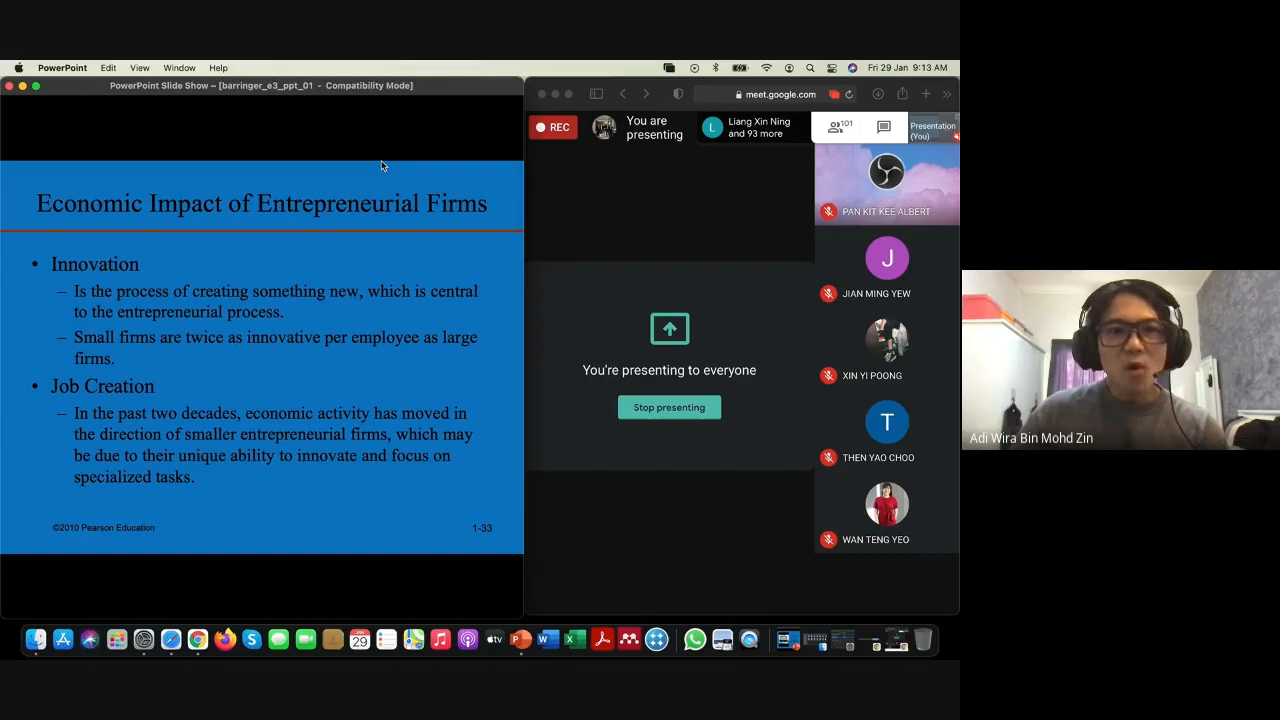 PowerPoint Edit View Window Help
Fri 29 Jan 9:13 AM
PowerPoint Slide Show – [barringer_e3_ppt_01 - Compatibility Mode]
meet.google.com
REC
You are
presenting
L
Liang Xin Ning
and 93 more
101
Presentation
(You)
Economic Impact of Entrepreneurial Firms
• Innovation
– Is the process of creating something new, which is central
to the entrepreneurial process.
– Small firms are twice as innovative per employee as large
firms.
• Job Creation
– In the past two decades, economic activity has moved in
the direction of smaller entrepreneurial firms, which may
be due to their unique ability to innovate and focus on
specialized tasks.
©2010 Pearson Education
1-33
You're presenting to everyone
Stop presenting
PAN KIT KEE ALBERT
J
JIAN MING YEW
XIN YI POONG
T
THEN YAO CHOO
WAN TENG YEO
Adi Wira Bin Mohd Zin
29
tv